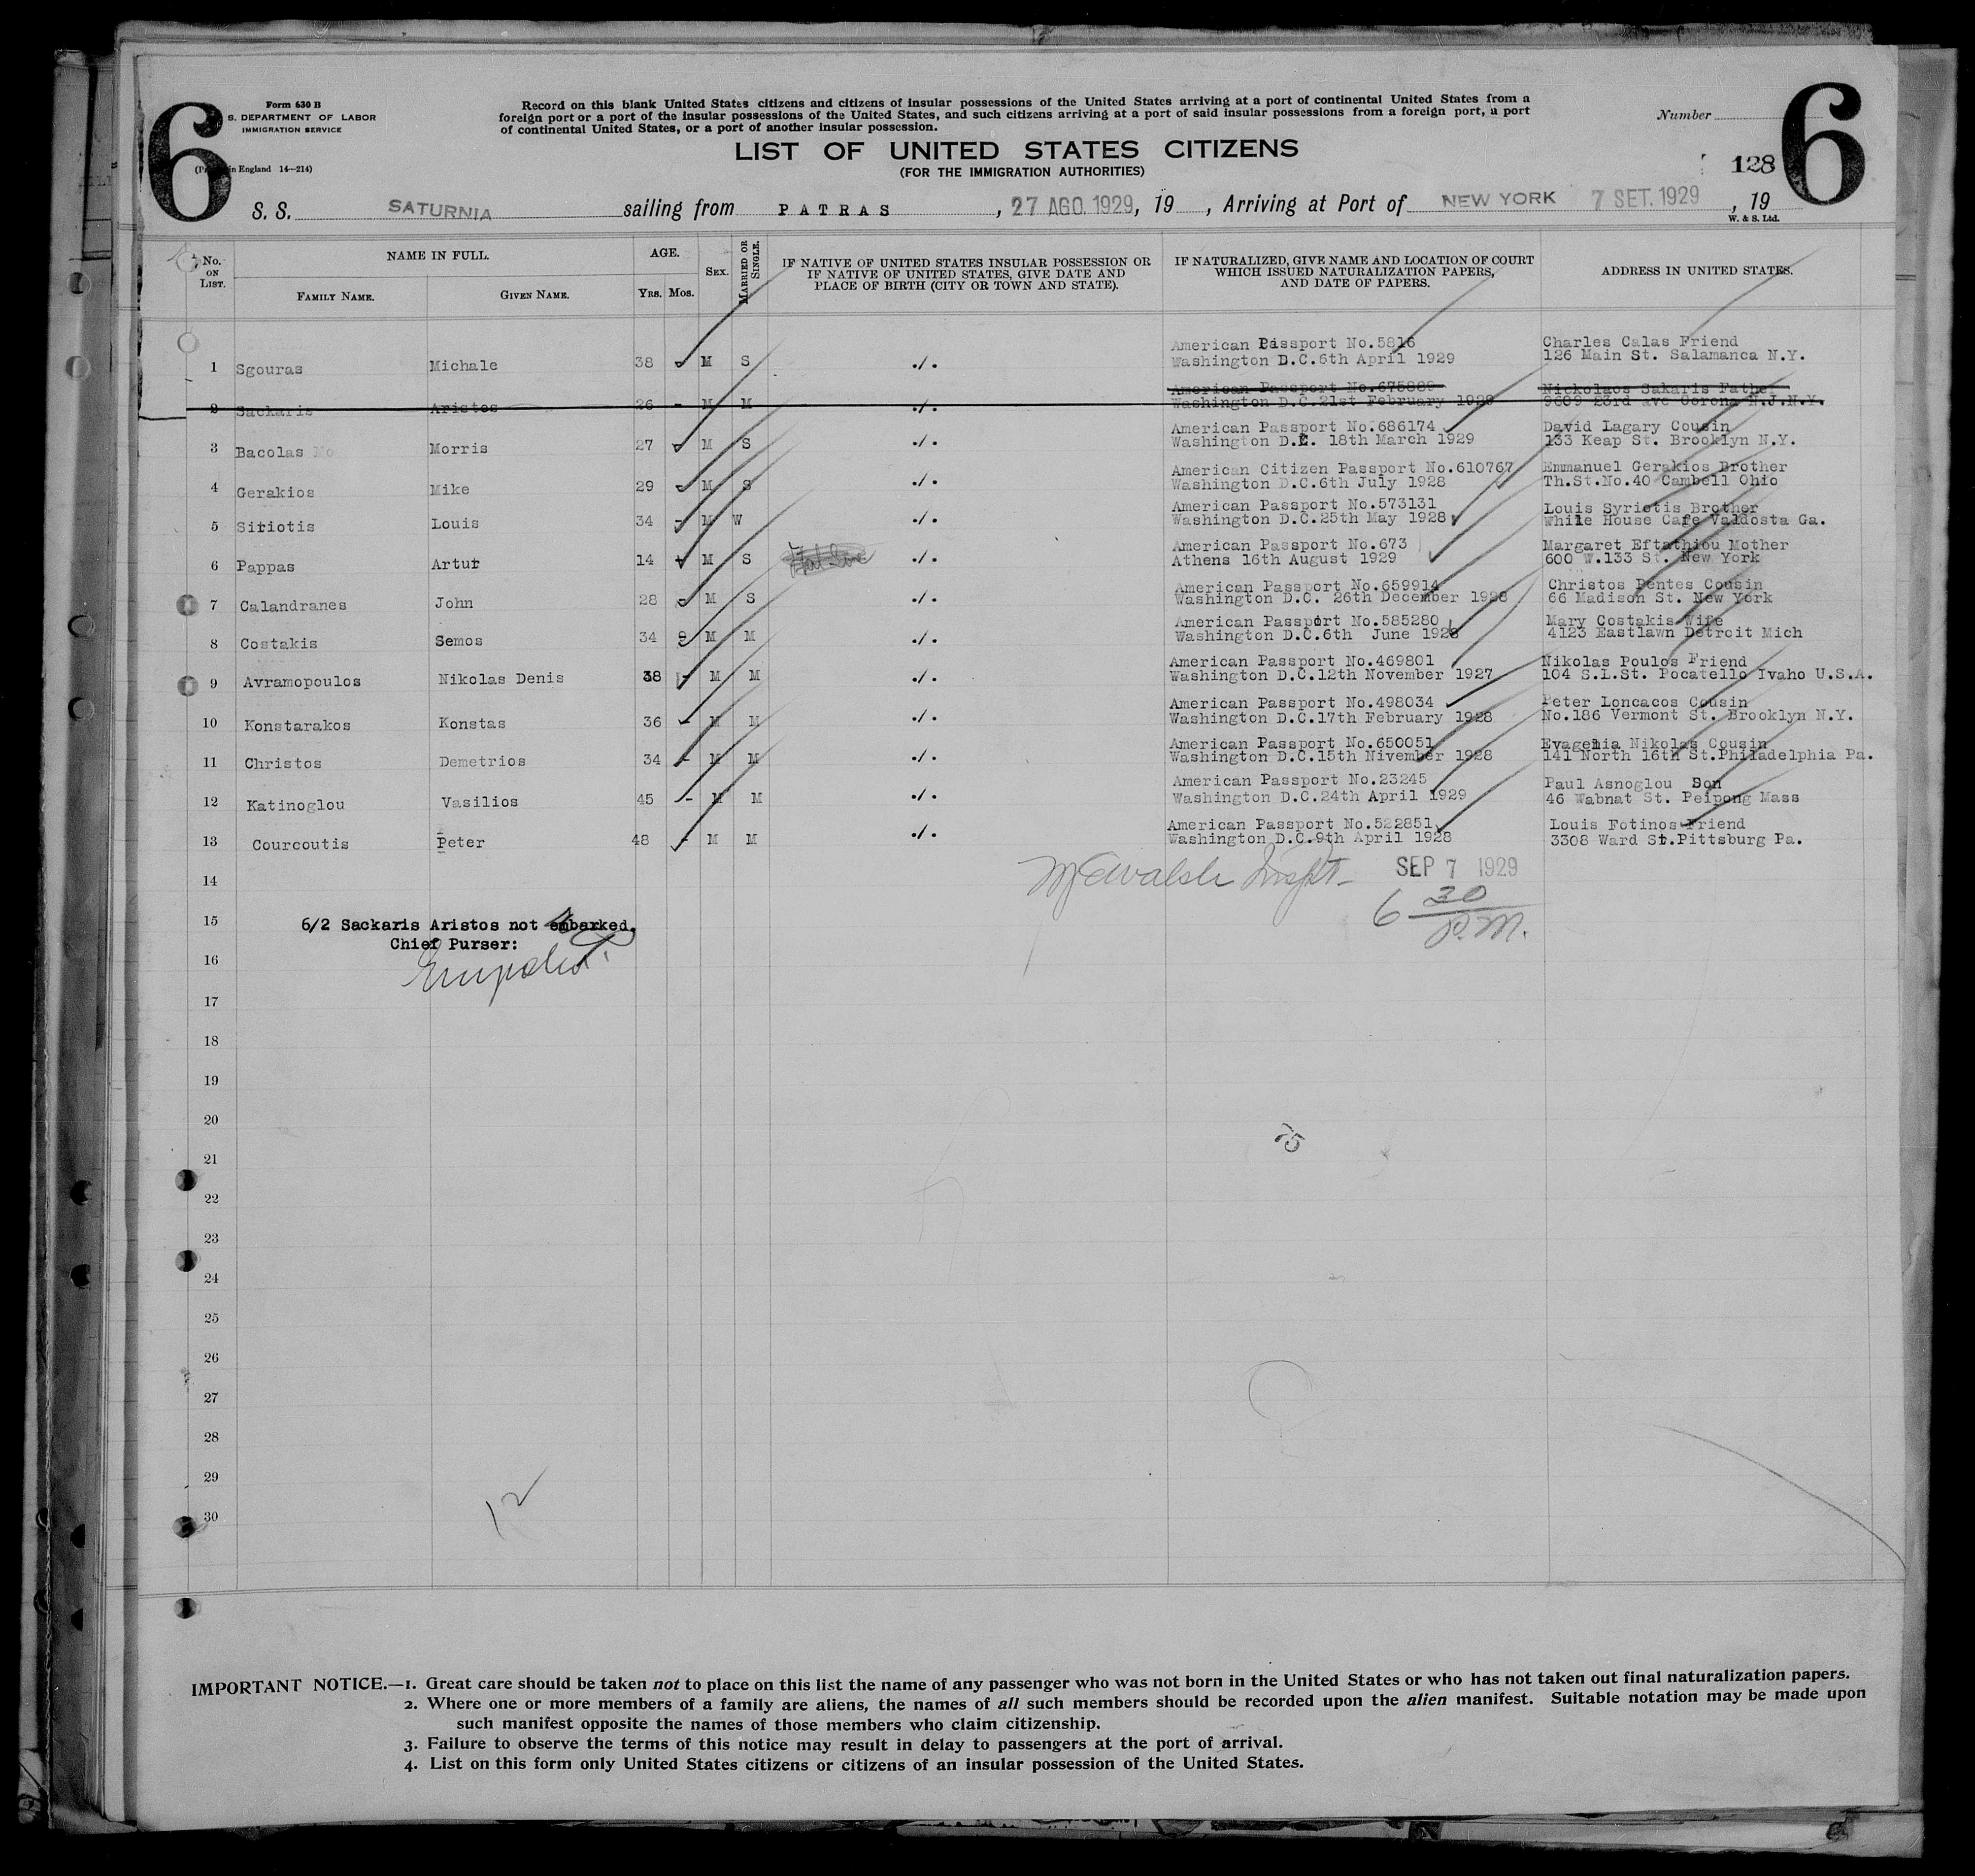 6
Form 630 B
S. DEPARTMENT OF LABOR
IMMIGRATION SERVICE
in England 14—214)
Record on this blank United States citizens and citizens of insular possessions of the United States arriving at a port of continental United States from a
foreign port or a port of the insular possessions of the United States, and such citizens arriving at a port of said insular possessions from a foreign port, a port
of continental United States, or a port of another insular possession.
LIST OF UNITED STATES CITIZENS
(FOR THE IMMIGRATION AUTHORITIES)
Number
128
6
S. S. SATURNIA sailing from PATRAS, 27 AGO. 1929, 19 , Arriving at Port of NEW YORK 7 SET. 1929, 19
W. & S. Ltd.
No. ON LIST.
NAME IN FULL.
FAMILY NAME. GIVEN NAME.
AGE.
YRS. MOS.
SEX.
MARRIED OR SINGLE.
IF NATIVE OF UNITED STATES INSULAR POSSESSION OR
IF NATIVE OF UNITED STATES, GIVE DATE AND
PLACE OF BIRTH (CITY OR TOWN AND STATE).
IF NATURALIZED, GIVE NAME AND LOCATION OF COURT
WHICH ISSUED NATURALIZATION PAPERS,
AND DATE OF PAPERS.
ADDRESS IN UNITED STATES.
American Passport No.5816 Charles Calas Friend
1 Sgouras Michale 38 - M S ./. Washington D.C.6th April 1929 126 Main St. Salamanca N.Y.
American Passport No.675889 Nickolaos Sakaris Father
2 Sackaris Aristos 26 - M M ./. Washington D.C.21st February 1929 9609 23rd ave Corona N.J.N.Y.
American Passport No.686174 David Lagary Cousin
3 Bacolas Morris 27 - M S ./. Washington D.C. 18th March 1929 133 Keap St. Brooklyn N.Y.
American Citizen Passport No.610767 Emmanuel Gerakios Brother
4 Gerakios Mike 29 - M S ./. Washington D.C.6th July 1928 Th.St.No.40 Cambell Ohio
American Passport No.573131 Louis Syriotis Brother
5 Siriotis Louis 34 - M W ./. Washington D.C.25th May 1928 While House Cafe Valdosta Ga.
American Passport No.673 Margaret Eftathiou Mother
6 Pappas Artur 14 - M S ./. Athens 16th August 1929 600 W.133 St. New York
American Passport No.659914 Christos Pentes Cousin
7 Calandranes John 28 - M S ./. Washington D.C. 26th December 1928 66 Madison St. New York
American Passport No.585280 Mary Costakis Wife
8 Costakis Semos 34 9 M M ./. Washington D.C.6th June 1928 4123 Eastlawn Detroit Mich
American Passport No.469801 Nikolas Poulos Friend
9 Avramopoulos Nikolas Denis 38 - M M ./. Washington D.C.12th November 1927 104 S.L.St. Pocatello Ivaho U.S.A.
American Passport No.498034 Peter Loncacos Cousin
10 Konstarakos Konstas 36 - M M ./. Washington D.C.17th February 1928 No.186 Vermont St. Brooklyn N.Y.
American Passport No.650051 Evagenia Nikolas Cousin
11 Christos Demetrios 34 - M M ./. Washington D.C.15th Nivember 1928 141 North 16th St.Philadelphia Pa.
American Passport No.23245 Paul Asnoglou Son
12 Katinoglou Vasilios 45 - M M ./. Washington D.C.24th April 1929 46 Wabnat St. Peipong Mass
American Passport No.522851 Louis Fotinos Friend
13 Courcoutis Peter 48 - M M ./. Washington D.C.9th April 1928 3308 Ward St.Pittsburg Pa.
14 Walsh Inspt- SEP 7 1929
6 30 P.M.
15 6/2 Sackaris Aristos not embarked.
Chief Purser:
16
17
18
19
20
75
21
22
23
24
25
26
27
28
29
12
30
IMPORTANT NOTICE.—1. Great care should be taken not to place on this list the name of any passenger who was not born in the United States or who has not taken out final naturalization papers.
2. Where one or more members of a family are aliens, the names of all such members should be recorded upon the alien manifest. Suitable notation may be made upon
such manifest opposite the names of those members who claim citizenship.
3. Failure to observe the terms of this notice may result in delay to passengers at the port of arrival.
4. List on this form only United States citizens or citizens of an insular possession of the United States.